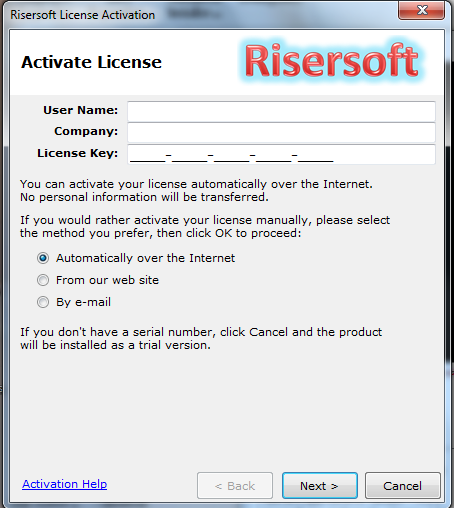 Risersoft License Activation
Activate License
Risersoft
User Name:
Company:
License Key: _____-_____-_____-_____-_____
You can activate your license automatically over the Internet.
No personal information will be transferred.
If you would rather activate your license manually, please select
the method you prefer, then click OK to proceed:
Automatically over the Internet
From our web site
By e-mail
If you don't have a serial number, click Cancel and the product
will be installed as a trial version.
Activation Help
< Back
Next >
Cancel